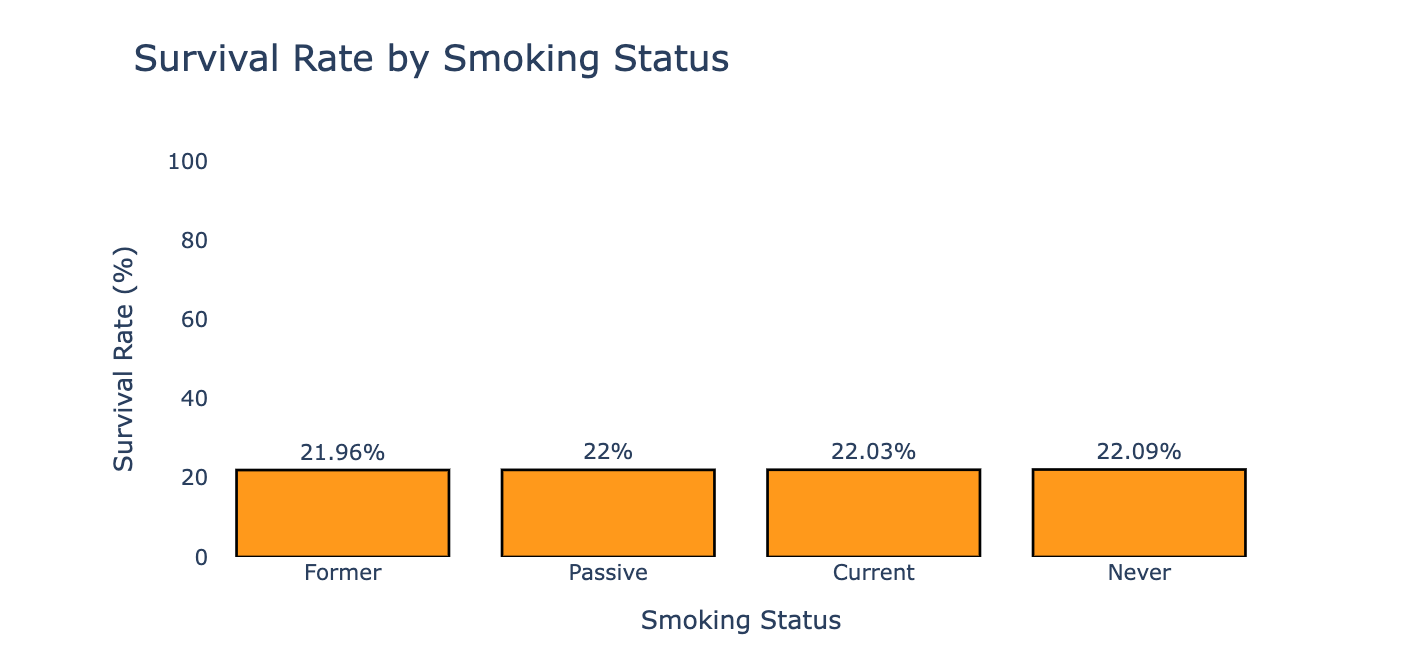 Survival Rate by Smoking Status
Survival Rate (%)
100
80
60
40
20
0
21.96%
22%
22.03%
22.09%
Former
Passive
Current
Never
Smoking Status